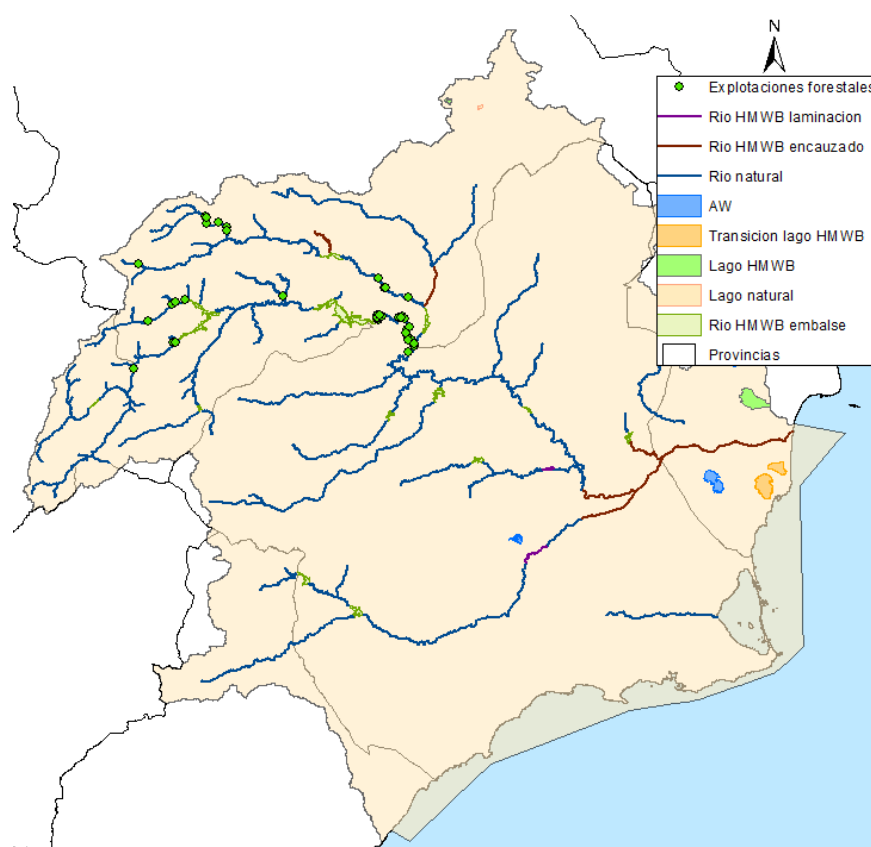 N
Explotaciones forestales
Rio HMWB laminacion
Rio HMWB encauzado
Rio natural
AW
Transicion lago HMWB
Lago HMWB
Lago natural
Rio HMWB embalse
Provincias